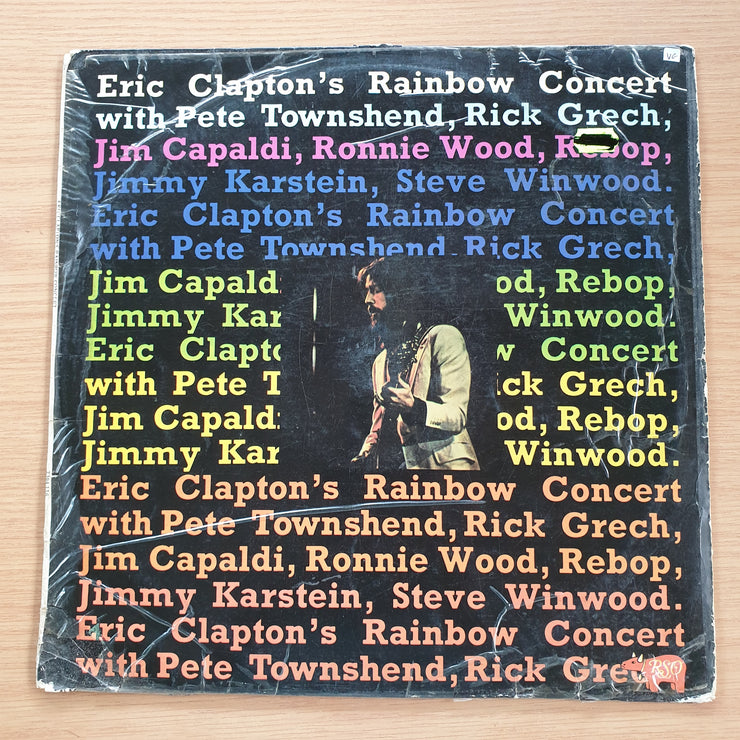 VG
Eric Clapton's Rainbow Concert
with Pete Townshend, Rick Grech,
Jim Capaldi, Ronnie Wood, Rebop,
Jimmy Karstein, Steve Winwood.
Eric Clapton's Rainbow Concert
with Pete Townshend, Rick Grech,
Jim Capald od, Rebop,
Jimmy Kar Winwood.
Eric Clapto w Concert
with Pete T ick Grech,
Jim Capald od, Rebop,
Jimmy Kar Winwood.
Eric Clapton's Rainbow Concert
with Pete Townshend, Rick Grech,
Jim Capaldi, Ronnie Wood, Rebop,
Jimmy Karstein, Steve Winwood.
Eric Clapton's Rainbow Concert
with Pete Townshend, Rick Grec
RSO